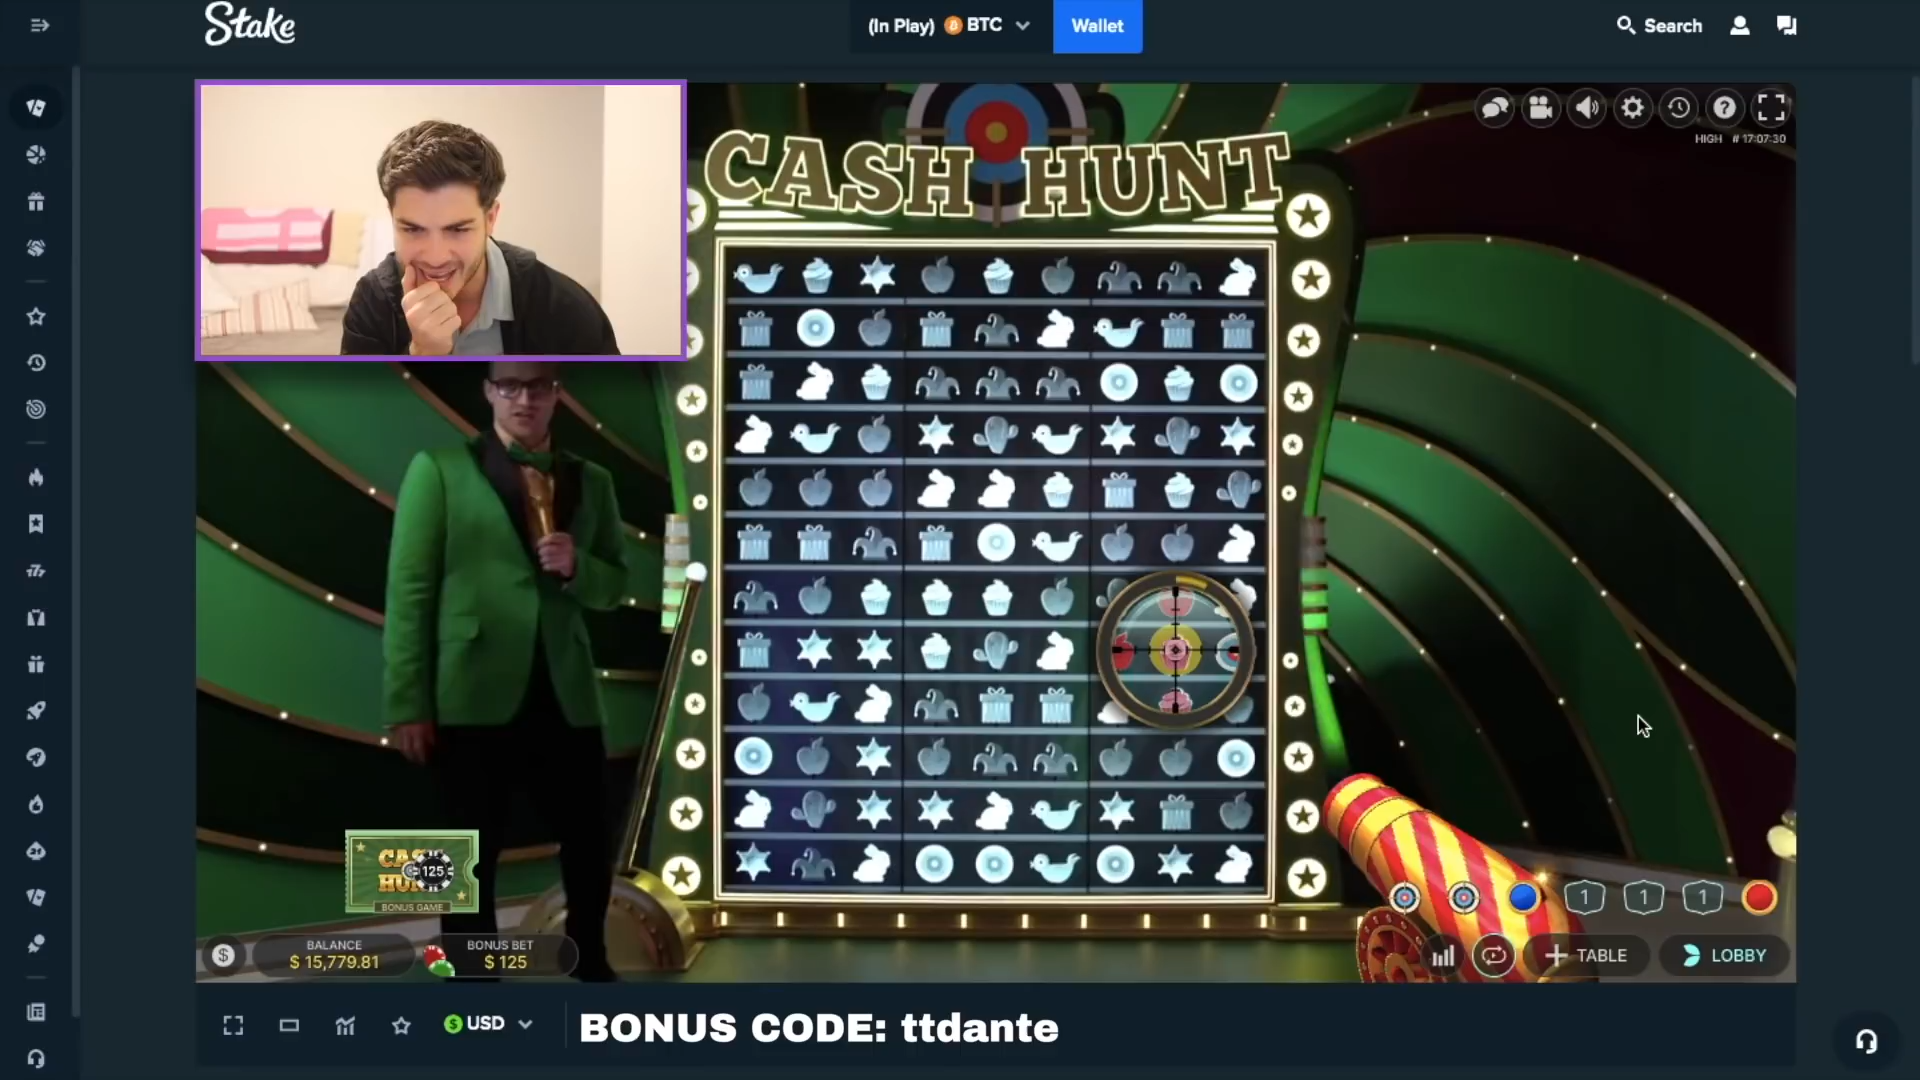 Stake
(In Play) BTC
Wallet
Search
CASH HUNT
HIGH # 17:07:30
125
BONUS GAME
BALANCE
$ 15,779.81
BONUS BET
$ 125
1
1
1
TABLE
LOBBY
USD
BONUS CODE: ttdante